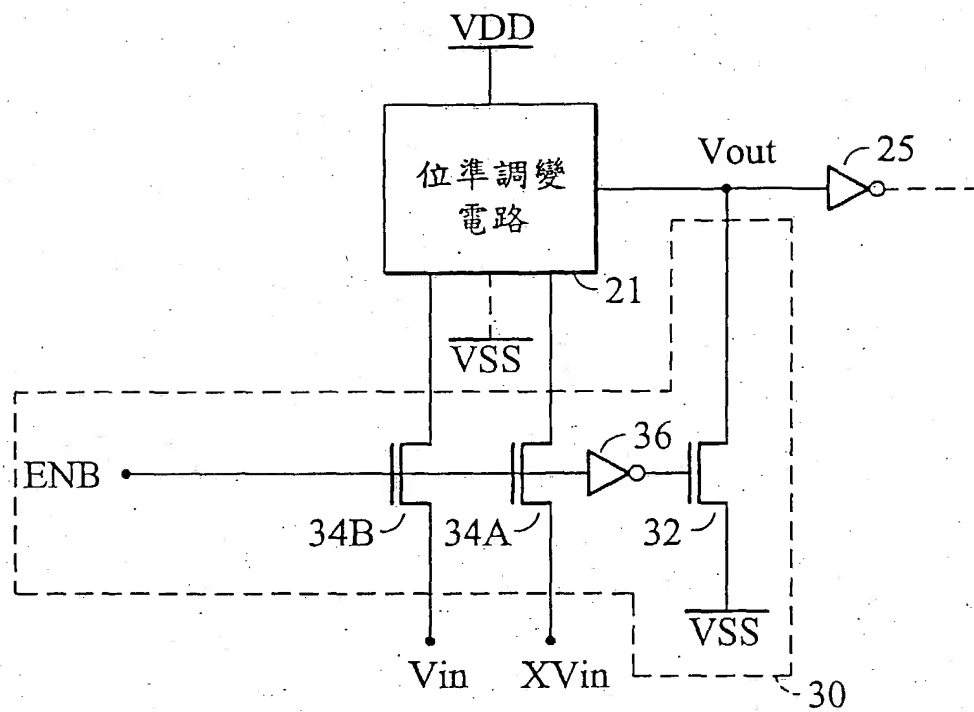 VDD
位準調變
電路
Vout
25
21
VSS
ENB
34B
34A
36
32
VSS
Vin
XVin
30